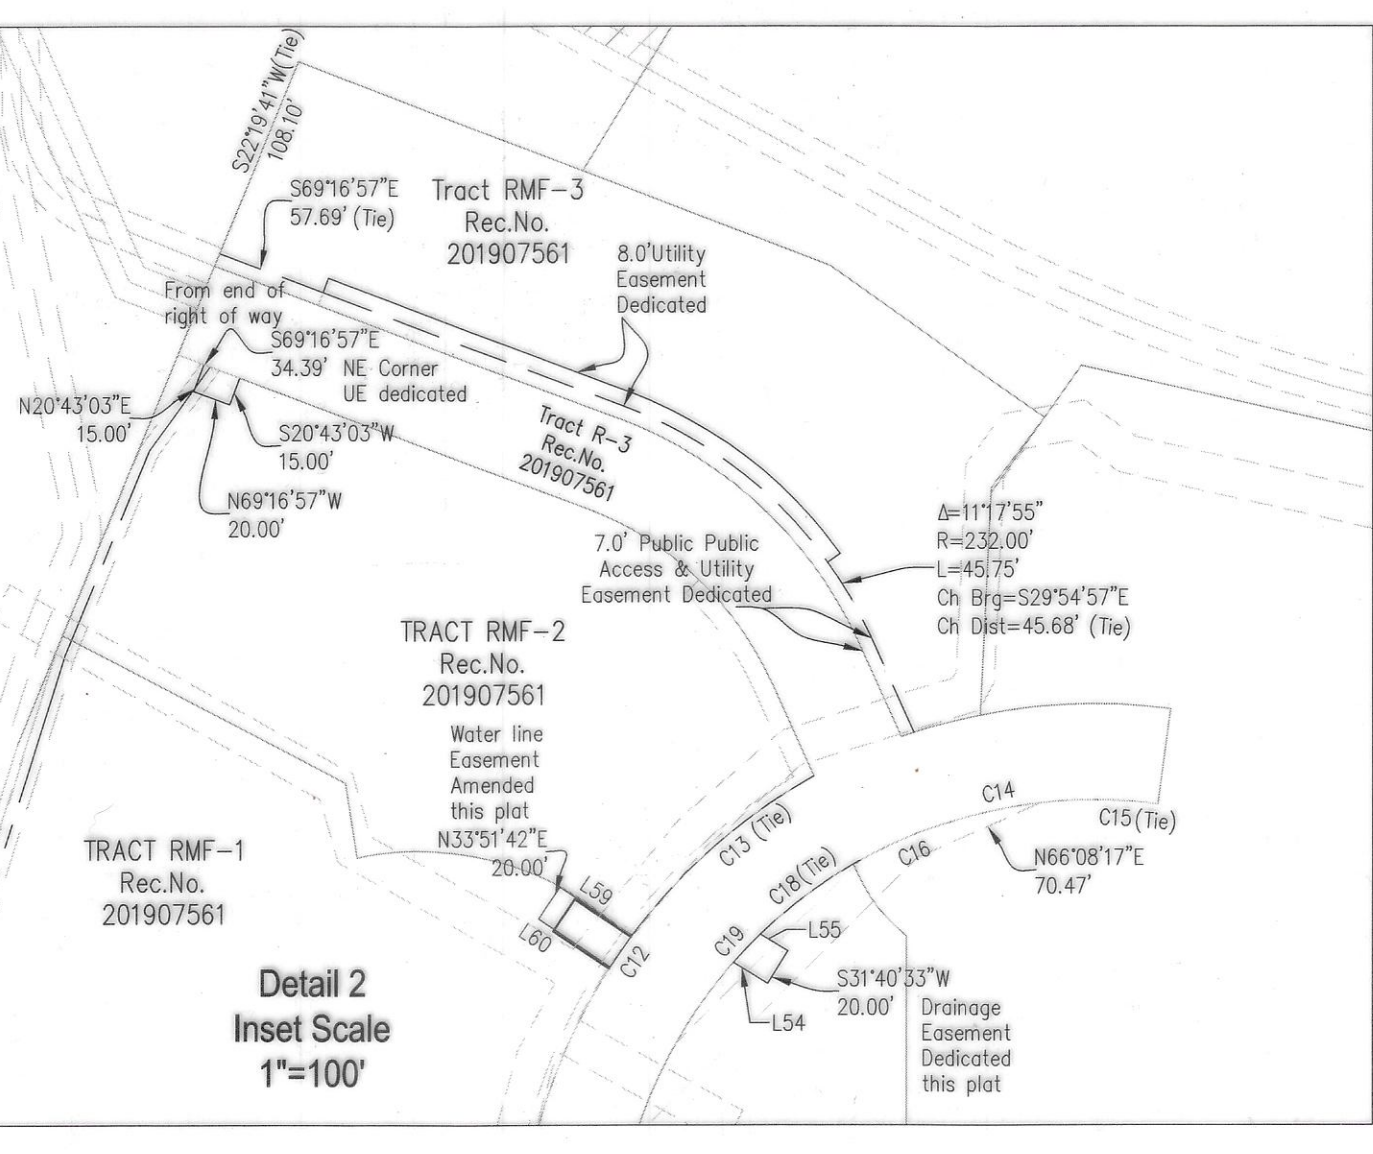 S22°19'41"W(Tie)
108.10'
S69°16'57"E
57.69' (Tie)
Tract RMF-3
Rec.No.
201907561
8.0'Utility
Easement
Dedicated
From end of
right of way
S69°16'57"E
34.39' NE Corner
UE dedicated
N20°43'03"E
15.00'
S20°43'03"W
15.00'
N69°16'57"W
20.00'
Tract R-3
Rec.No.
201907561
Δ=11°17'55"
R=232.00'
L=45.75'
Ch Brg=S29°54'57"E
Ch Dist=45.68' (Tie)
7.0' Public Public
Access & Utility
Easement Dedicated
TRACT RMF-2
Rec.No.
201907561
Water line
Easement
Amended
this plat
N33°51'42"E
20.00'
L59
L60
C12
C13 (Tie)
C14
C15(Tie)
C16
C18(Tie)
C19
N66°08'17"E
70.47'
L55
L54
S31°40'33"W
20.00'
Drainage
Easement
Dedicated
this plat
TRACT RMF-1
Rec.No.
201907561
Detail 2
Inset Scale
1"=100'